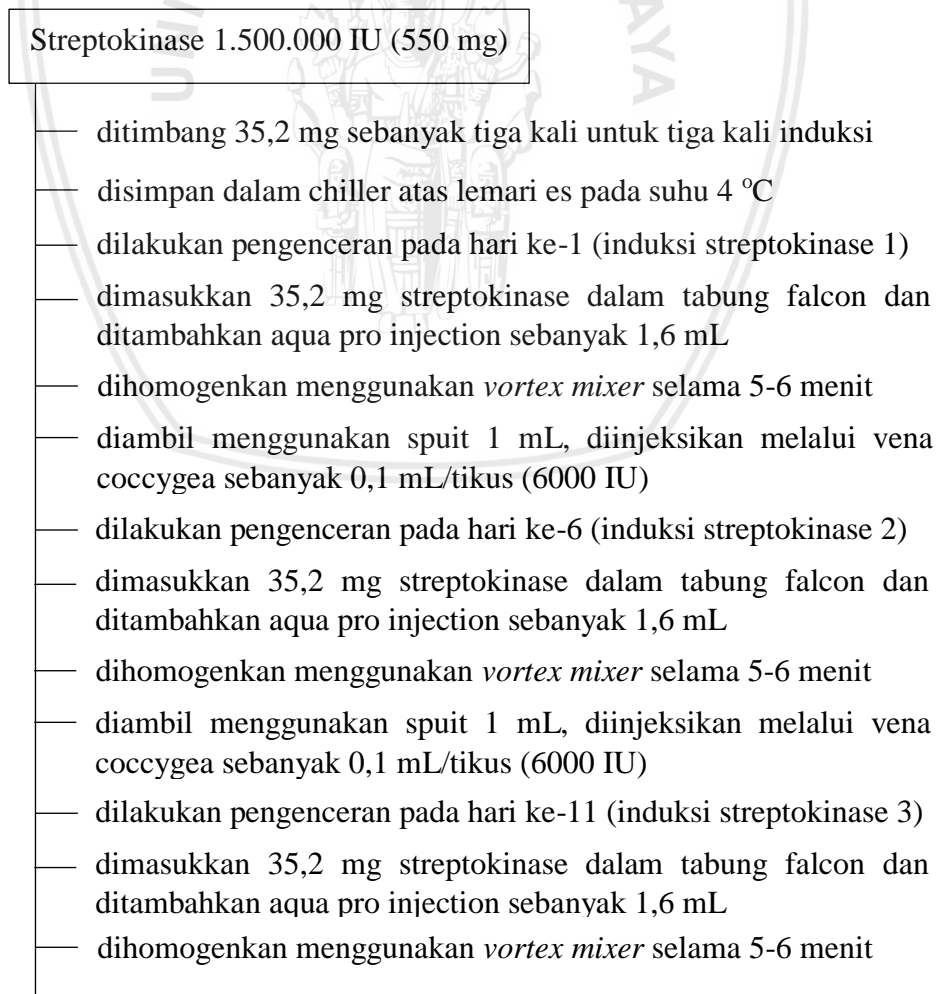 Streptokinase 1.500.000 IU (550 mg)
ditimbang 35,2 mg sebanyak tiga kali untuk tiga kali induksi
disimpan dalam chiller atas lemari es pada suhu 4 °C
dilakukan pengenceran pada hari ke-1 (induksi streptokinase 1)
dimasukkan 35,2 mg streptokinase dalam tabung falcon dan
ditambahkan aqua pro injection sebanyak 1,6 mL
dihomogenkan menggunakan vortex mixer selama 5-6 menit
diambil menggunakan spuit 1 mL, diinjeksikan melalui vena
coccygea sebanyak 0,1 mL/tikus (6000 IU)
dilakukan pengenceran pada hari ke-6 (induksi streptokinase 2)
dimasukkan 35,2 mg streptokinase dalam tabung falcon dan
ditambahkan aqua pro injection sebanyak 1,6 mL
dihomogenkan menggunakan vortex mixer selama 5-6 menit
diambil menggunakan spuit 1 mL, diinjeksikan melalui vena
coccygea sebanyak 0,1 mL/tikus (6000 IU)
dilakukan pengenceran pada hari ke-11 (induksi streptokinase 3)
dimasukkan 35,2 mg streptokinase dalam tabung falcon dan
ditambahkan aqua pro injection sebanyak 1,6 mL
dihomogenkan menggunakan vortex mixer selama 5-6 menit